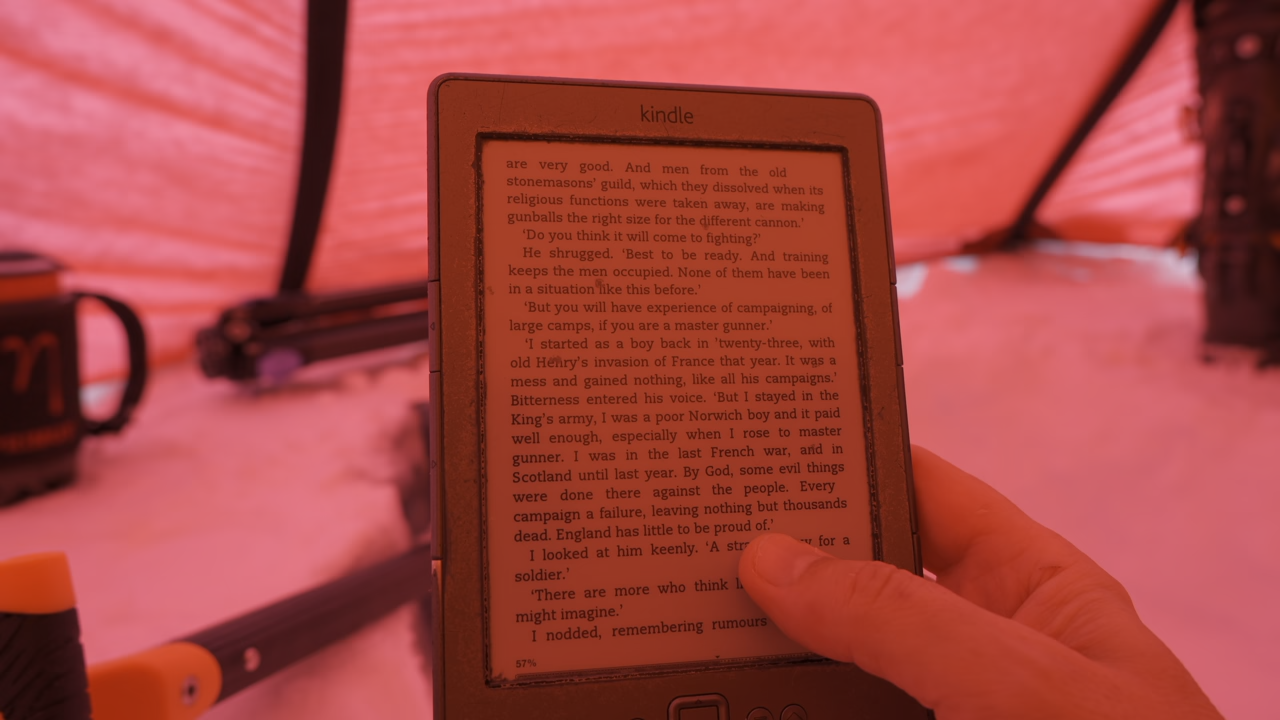 kindle
are very good. And men from the old
stonemasons' guild, which they dissolved when its
religious functions were taken away, are making
gunballs the right size for the different cannon.'
'Do you think it will come to fighting?'
He shrugged. 'Best to be ready. And training
keeps the men occupied. None of them have been
in a situation like this before.'
'But you will have experience of campaigning, of
large camps, if you are a master gunner.'
'I started as a boy back in 'twenty-three, with
old Henry's invasion of France that year. It was a
mess and gained nothing, like all his campaigns.'
Bitterness entered his voice. 'But I stayed in the
King's army, I was a poor Norwich boy and it paid
well enough, especially when I rose to master
gunner. I was in the last French war, and in
Scotland until last year. By God, some evil things
were done there against the people. Every
campaign a failure, leaving nothing but thousands
dead. England has little to be proud of.'
I looked at him keenly. 'A for a
soldier.'
'There are more who think
might imagine.'
I nodded, remembering rumours
57%